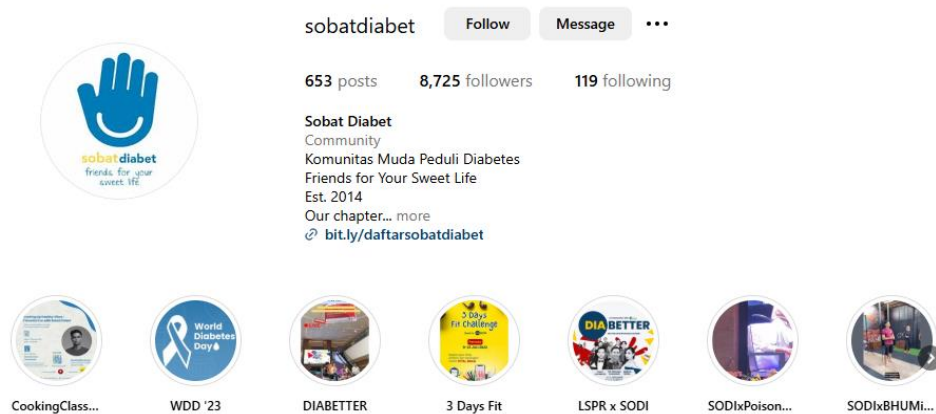 sobatdiabet Follow Message •••
653 posts 8,725 followers 119 following
sobatdiabet
friends for your
sweet life
Sobat Diabet
Community
Komunitas Muda Peduli Diabetes
Friends for Your Sweet Life
Est. 2014
Our chapter... more
bit.ly/daftarsobatdiabet
World
Diabetes
Day
3 Days
Fit Challenge
DIABETTER
CookingClass...
WDD '23
DIABETTER
3 Days Fit
LSPR x SODI
SODIxPoison...
SODIxBHUMi...